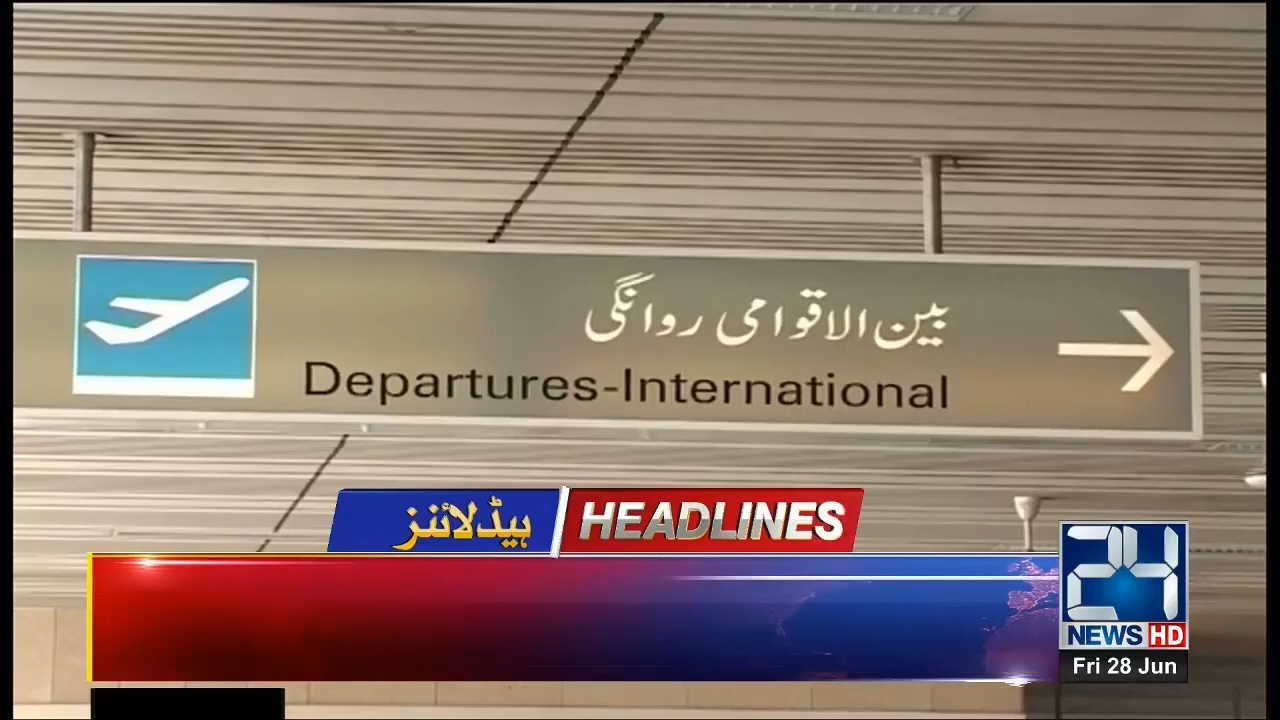 بین الاقوامی روانگی
Departures-International
ہیڈلائنز HEADLINES
24
NEWS HD
Fri 28 Jun